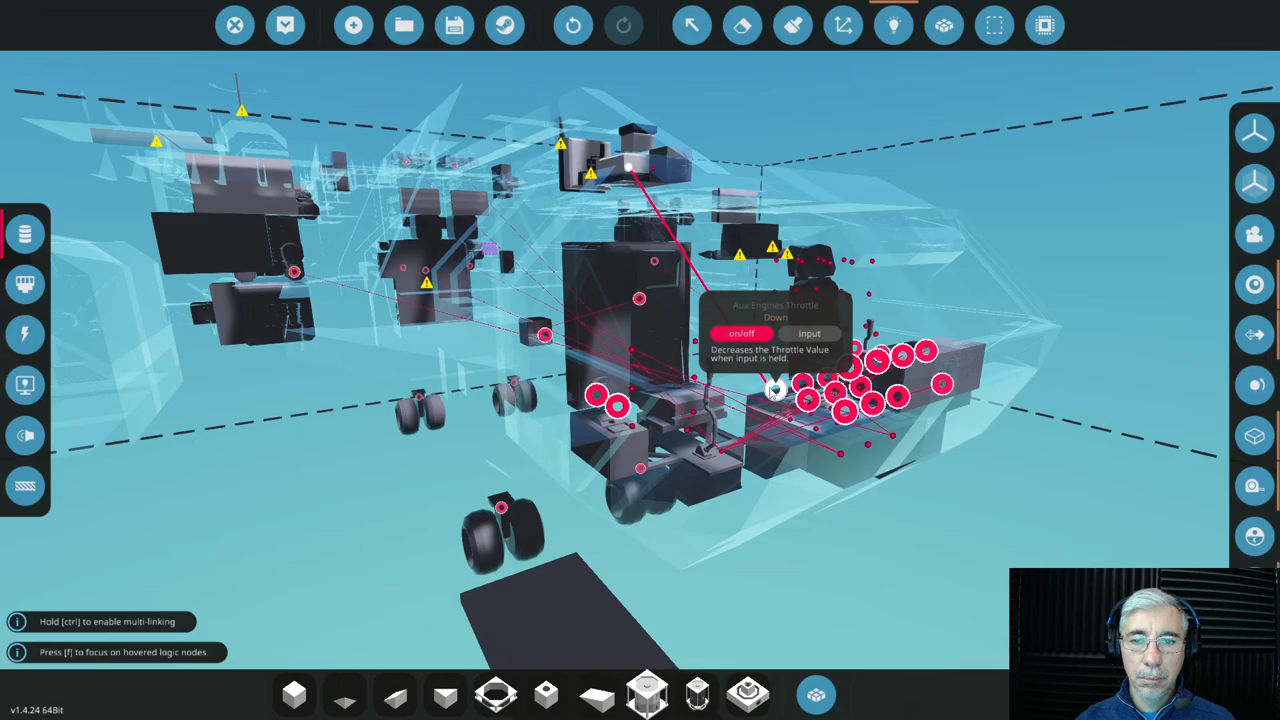 Aux Engines Throttle
Down
on/off
input
Decreases the Throttle Value
when input is held.
Hold [ctrl] to enable multi-linking
Press [f] to focus on hovered logic nodes
v1.4.24 64Bit